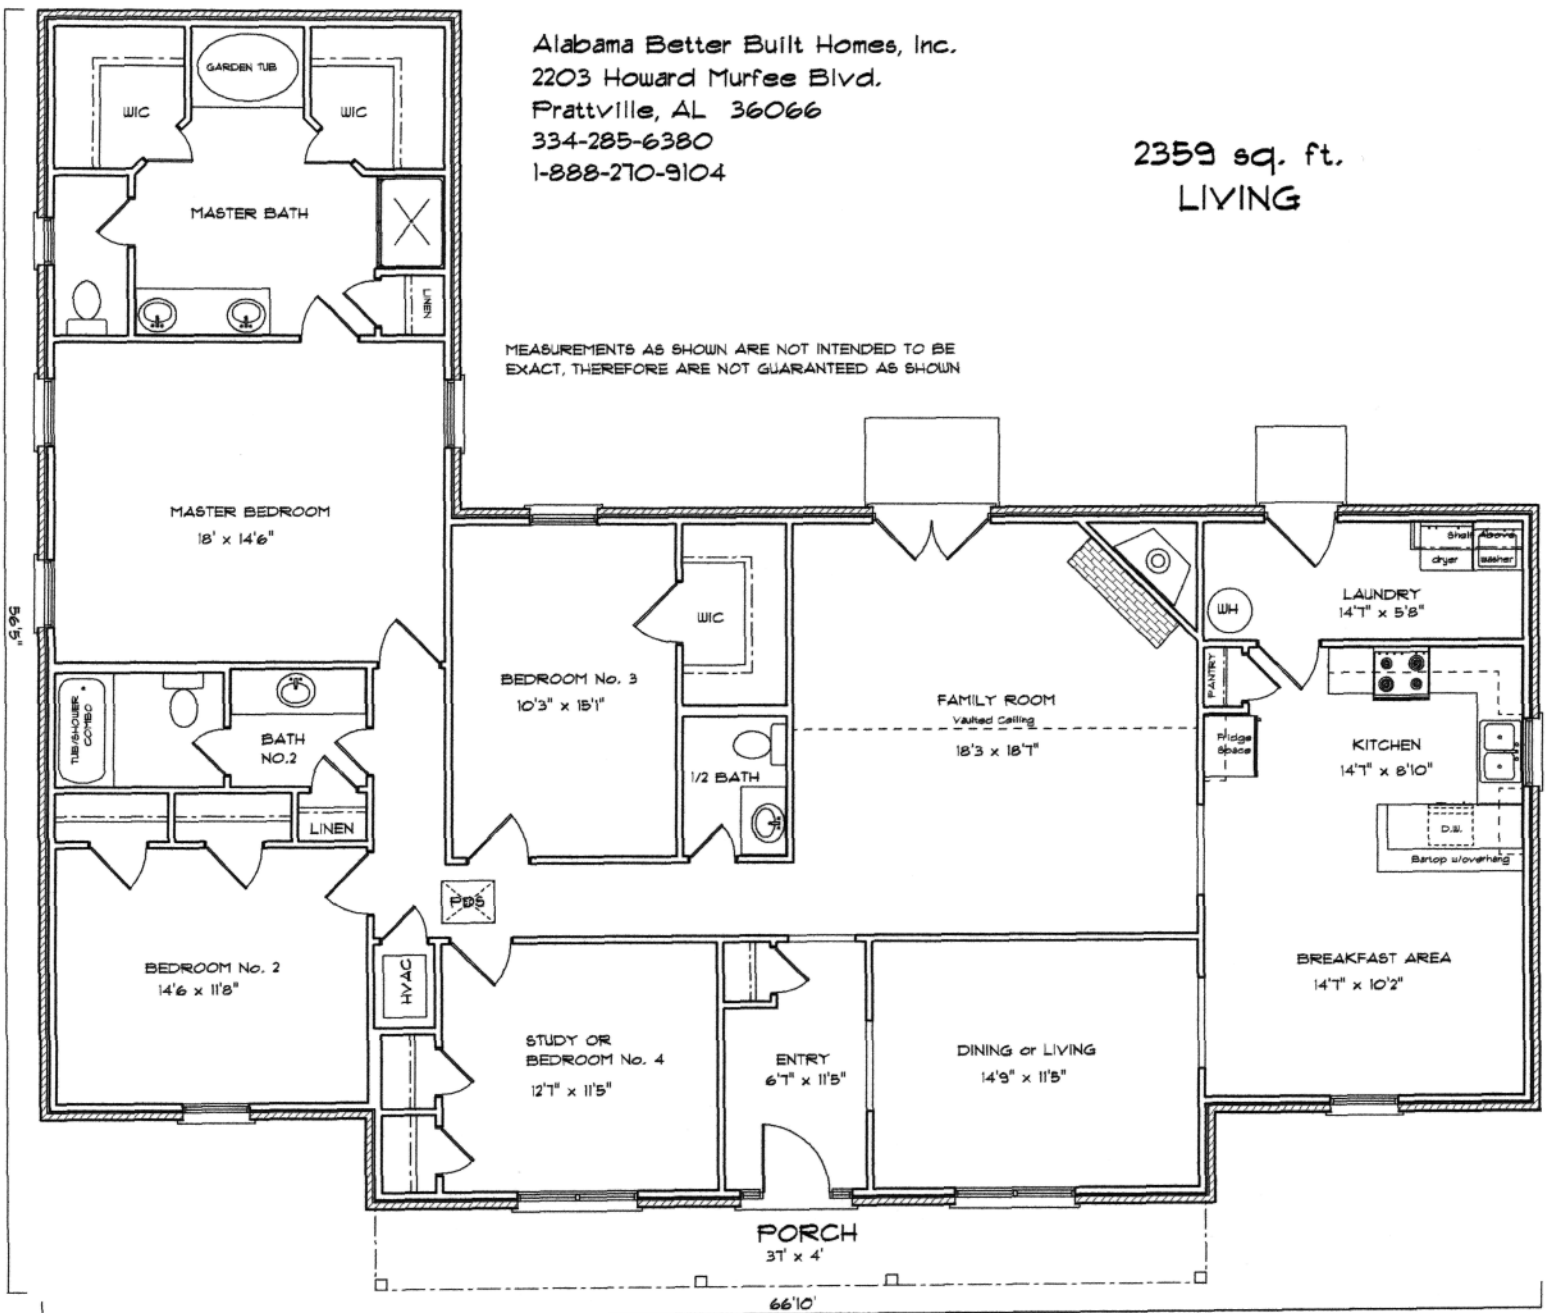 Alabama Better Built Homes, Inc.
2203 Howard Murfee Blvd.
Prattville, AL 36066
334-285-6380
1-888-270-9104
2359 sq. ft.
LIVING
GARDEN TUB
WIC
WIC
MASTER BATH
LINEN
MEASUREMENTS AS SHOWN ARE NOT INTENDED TO BE
EXACT, THEREFORE ARE NOT GUARANTEED AS SHOWN
MASTER BEDROOM
18' x 14'6"
56'5"
Shelf Above
dryer
washer
LAUNDRY
14'7" x 5'8"
WH
WIC
BEDROOM No. 3
10'3" x 15'1"
PANTRY
FAMILY ROOM
Vaulted Ceiling
18'3 x 18'7"
TUB/SHOWER
COMBO
BATH
NO.2
Fridge
Space
KITCHEN
14'7" x 8'10"
1/2 BATH
LINEN
D.W.
Bartop w/overhang
PDS
BEDROOM No. 2
14'6 x 11'8"
HVAC
BREAKFAST AREA
14'7" x 10'2"
STUDY OR
BEDROOM No. 4
12'7" x 11'5"
ENTRY
6'7" x 11'5"
DINING or LIVING
14'9" x 11'5"
PORCH
37' x 4'
66'10'